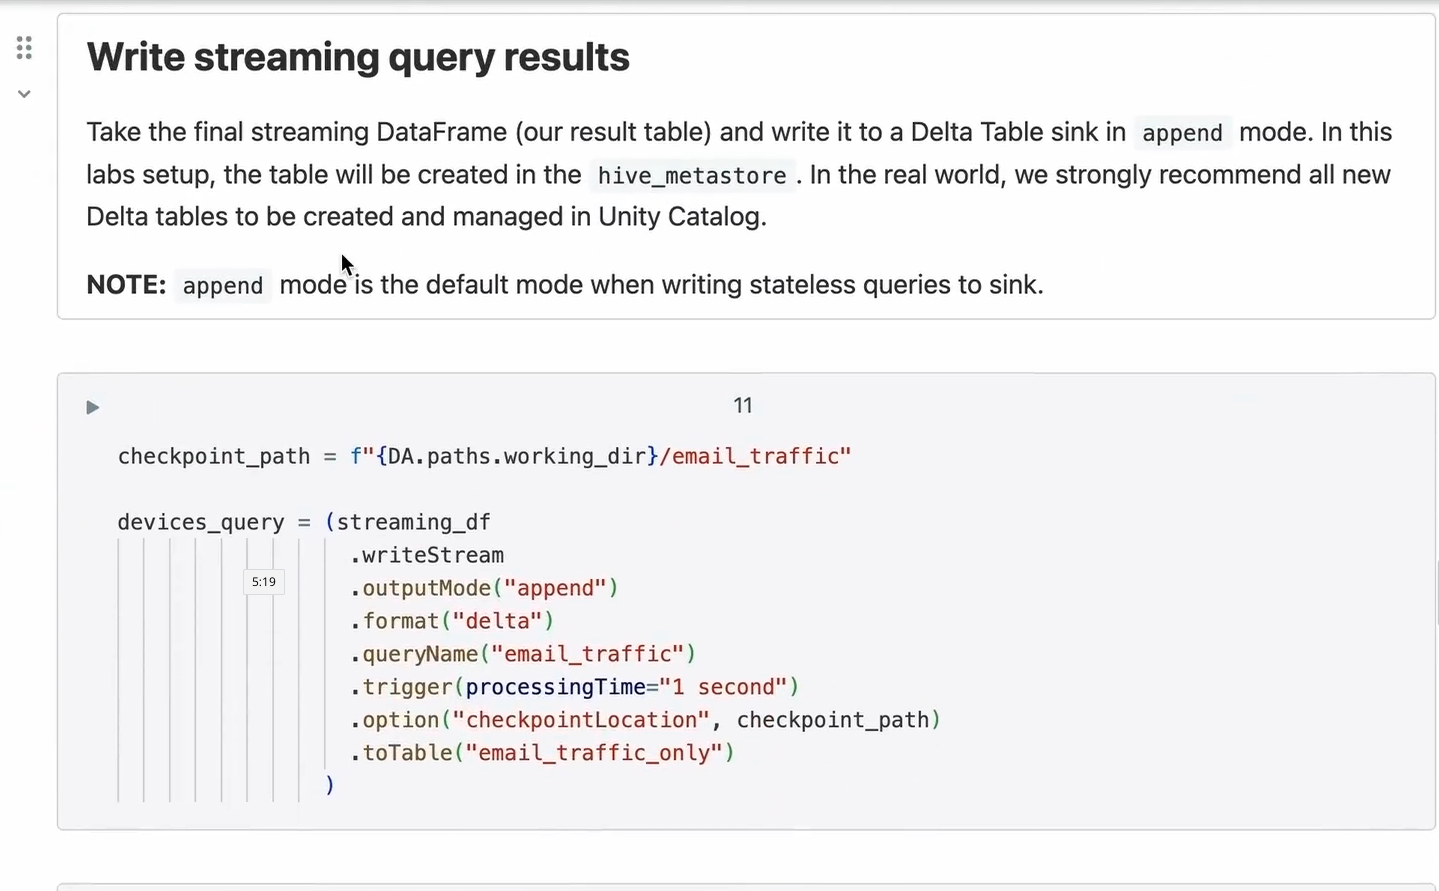 Write streaming query results
Take the final streaming DataFrame (our result table) and write it to a Delta Table sink in append mode. In this
labs setup, the table will be created in the hive_metastore . In the real world, we strongly recommend all new
Delta tables to be created and managed in Unity Catalog.
NOTE: append mode is the default mode when writing stateless queries to sink.
11
checkpoint_path = f"{DA.paths.working_dir}/email_traffic"
devices_query = (streaming_df
.writeStream
5:19
.outputMode("append")
.format("delta")
.queryName("email_traffic")
.trigger(processingTime="1 second")
.option("checkpointLocation", checkpoint_path)
.toTable("email_traffic_only")
)